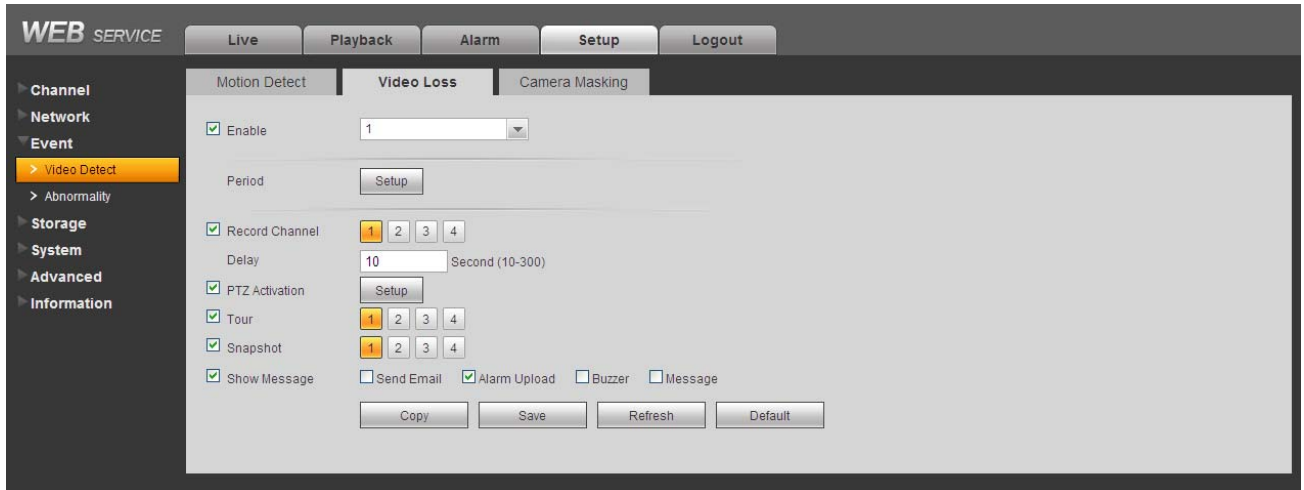 WEB SERVICE
Live Playback Alarm Setup Logout
Channel
Network
Event
> Video Detect
> Abnormality
Storage
System
Advanced
Information
Motion Detect Video Loss Camera Masking
Enable 1
Period Setup
Record Channel 1 2 3 4
Delay 10 Second (10-300)
PTZ Activation Setup
Tour 1 2 3 4
Snapshot 1 2 3 4
Show Message Send Email Alarm Upload Buzzer Message
Copy Save Refresh Default